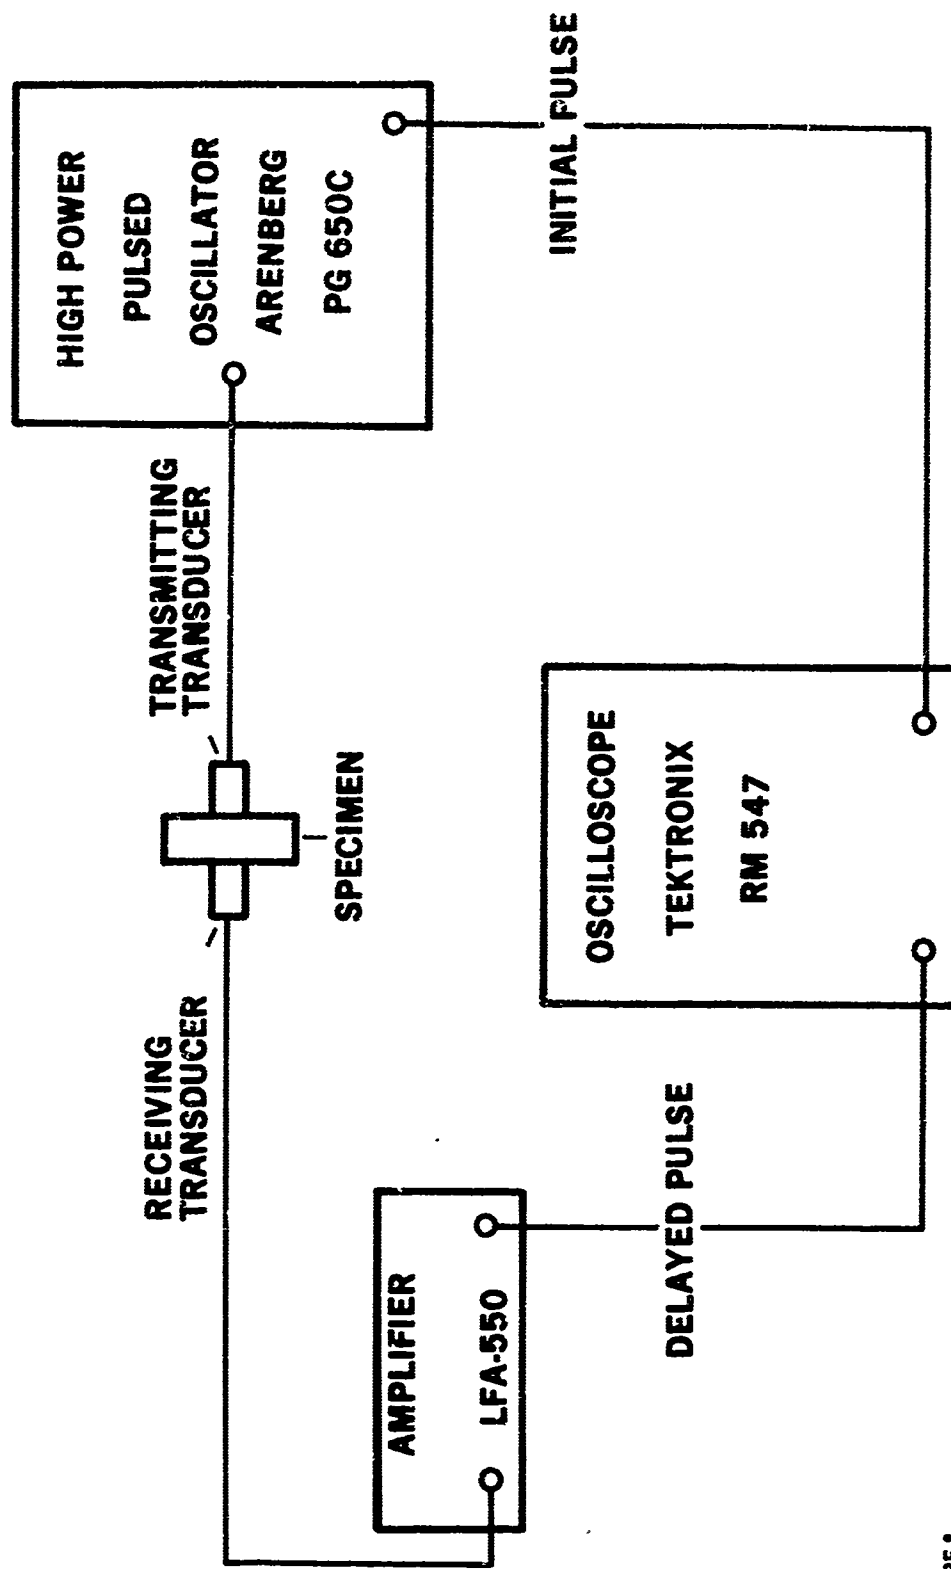 RECEIVING
TRANSDUCER
TRANSMITTING
TRANSDUCER
HIGH POWER
PULSED
OSCILLATOR
ARENBERG
PG 650C
SPECIMEN
AMPLIFIER
LFA-550
INITIAL PULSE
OSCILLOSCOPE
TEKTRONIX
RM 547
DELAYED PULSE